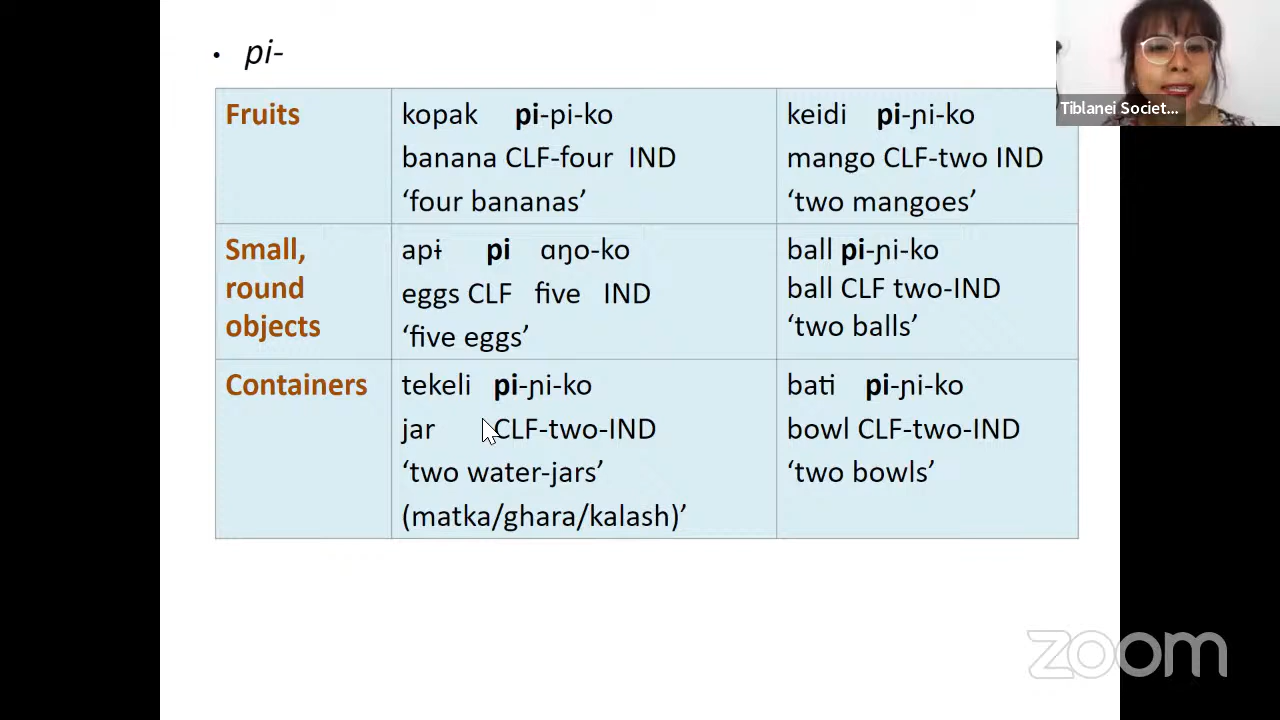 • pi-
Fruits
kopak pi-pi-ko
banana CLF-four IND
‘four bananas’
keidi pi-ɲi-ko
mango CLF-two IND
‘two mangoes’
Small,
round
objects
apɨ pi ɑŋo-ko
eggs CLF five IND
‘five eggs’
ball pi-ɲi-ko
ball CLF two-IND
‘two balls’
Containers
tekeli pi-ɲi-ko
jar CLF-two-IND
‘two water-jars’
(matka/ghara/kalash)’
bati pi-ɲi-ko
bowl CLF-two-IND
‘two bowls’
Tiblanei Societ...
zoom